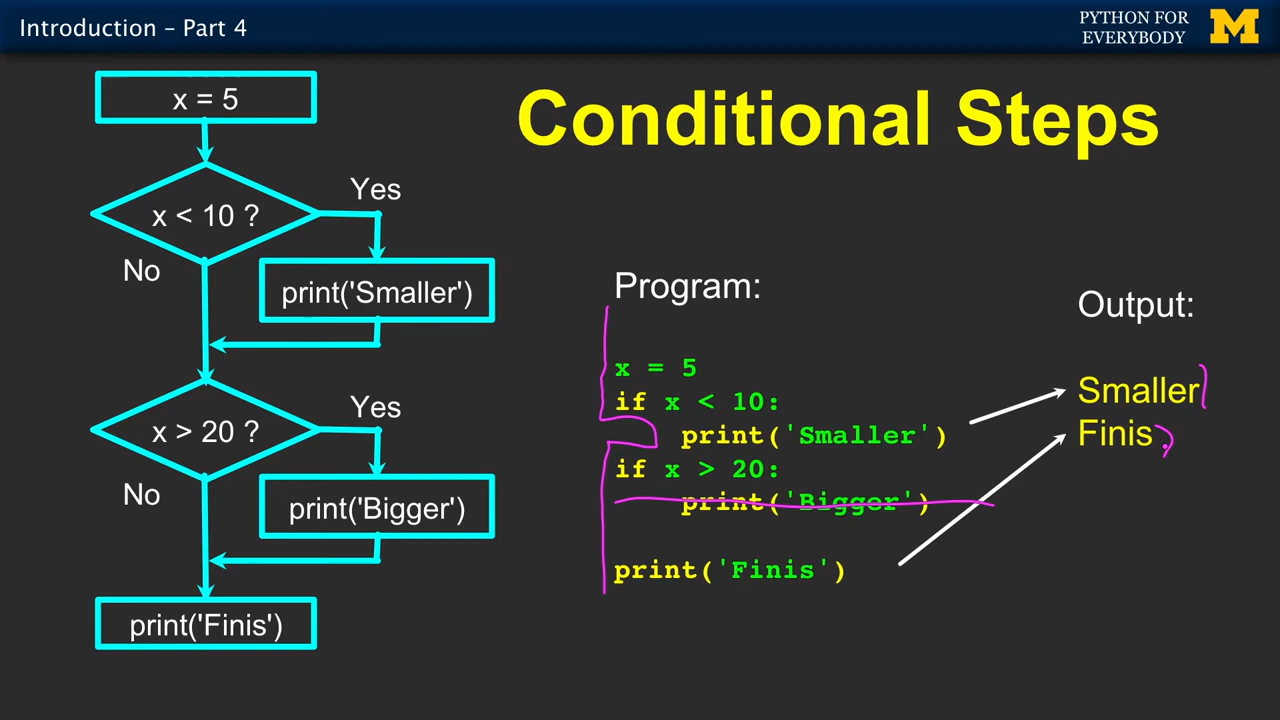 Introduction – Part 4
PYTHON FOR
EVERYBODY
M
Conditional Steps
x = 5
x < 10 ?
Yes
No
print('Smaller')
x > 20 ?
Yes
No
print('Bigger')
print('Finis')
Program:
x = 5
if x < 10:
    print('Smaller')
if x > 20:
    print('Bigger')
print('Finis')
Output:
Smaller
Finis